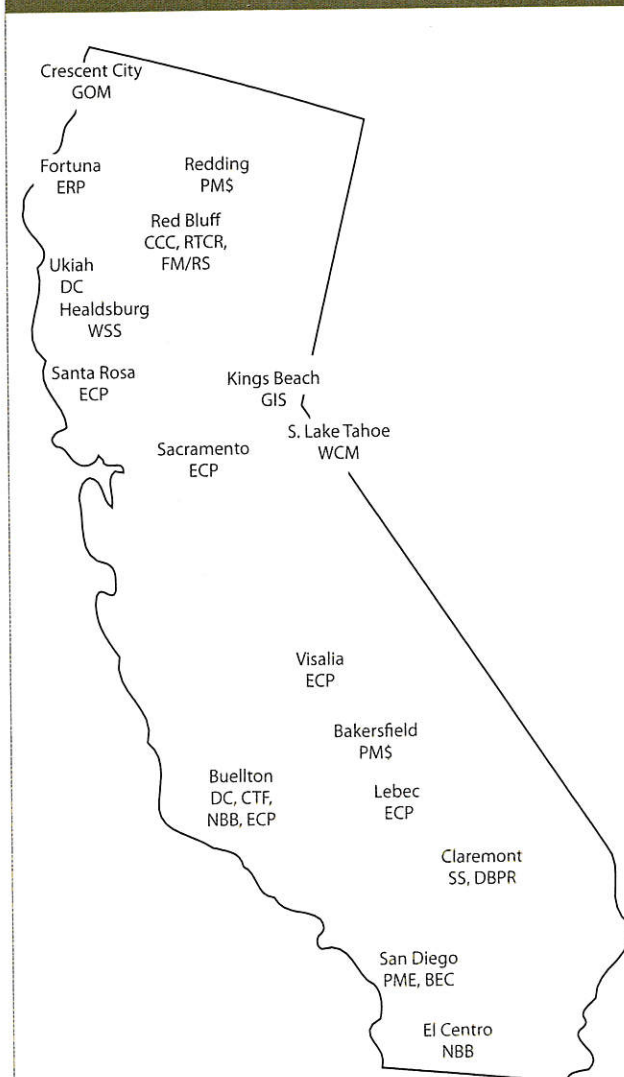 Crescent City
GOM
Fortuna
ERP
Redding
PM$
Red Bluff
CCC, RTCR,
FM/RS
Ukiah
DC
Healdsburg
WSS
Santa Rosa
ECP
Kings Beach
GIS
S. Lake Tahoe
WCM
Sacramento
ECP
Visalia
ECP
Bakersfield
PM$
Buellton
DC, CTF,
NBB, ECP
Lebec
ECP
Claremont
SS, DBPR
San Diego
PME, BEC
El Centro
NBB